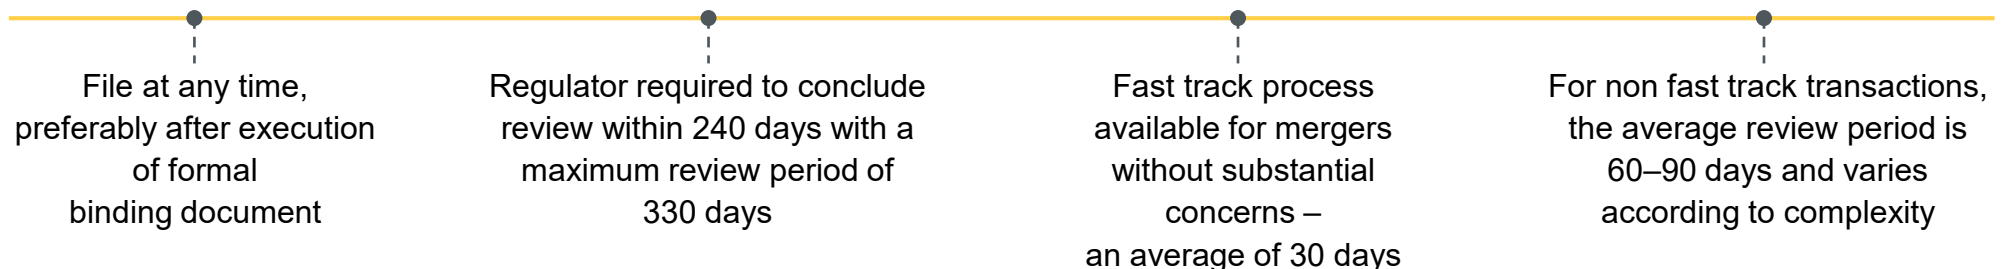 File at any time,
preferably after execution
of formal
binding document
Regulator required to conclude
review within 240 days with a
maximum review period of
330 days
Fast track process
available for mergers
without substantial
concerns –
an average of 30 days
For non fast track transactions,
the average review period is
60–90 days and varies
according to complexity